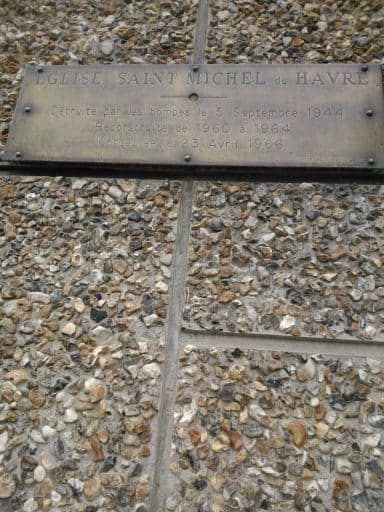 EGLISE SAINT MICHEL du HAVRE
Détruite par les bombes le 5 Septembre 1944
Reconstruite de 1960 à 1964
Consacrée le 23 Avril 1966